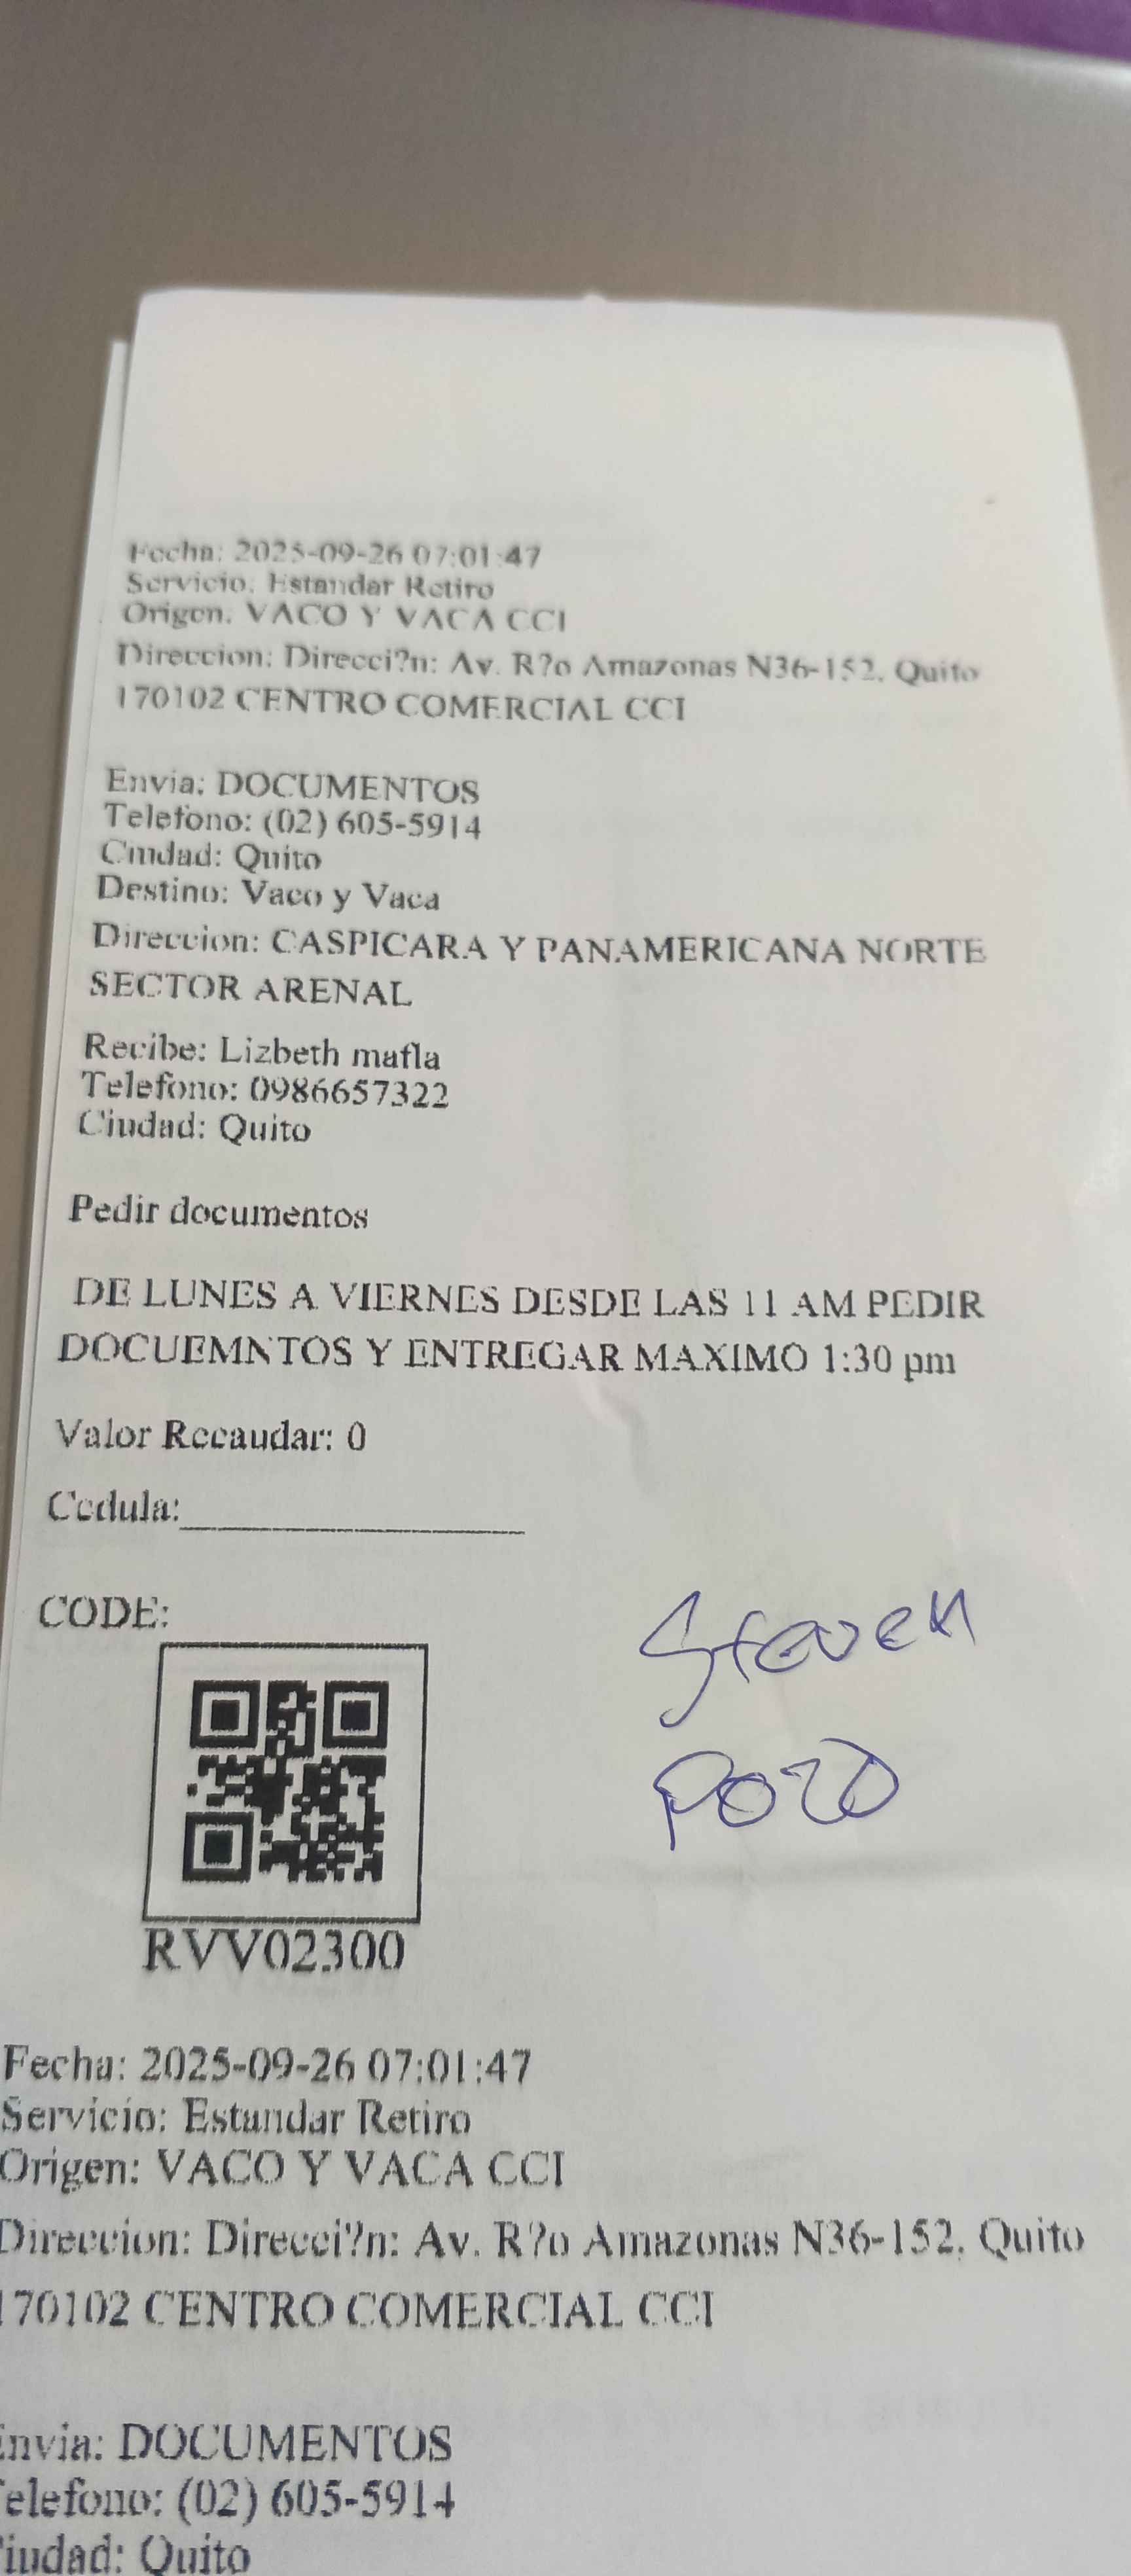 Fecha: 2025-09-26 07:01:47
Servicio: Estandar Retiro
Origen: VACO Y VACA CCI
Direccion: Direcci?n: Av. R?o Amazonas N36-152, Quito
170102 CENTRO COMERCIAL CCI
Envia: DOCUMENTOS
Telefono: (02) 605-5914
Ciudad: Quito
Destino: Vaco y Vaca
Direccion: CASPICARA Y PANAMERICANA NORTE
SECTOR ARENAL
Recibe: Lizbeth mafla
Telefono: 0986657322
Ciudad: Quito
Pedir documentos
DE LUNES A VIERNES DESDE LAS 11 AM PEDIR
DOCUEMNTOS Y ENTREGAR MAXIMO 1:30 pm
Valor Recaudar: 0
Cedula:
CODE:
Steven
Pozo
RVV02300
Fecha: 2025-09-26 07:01:47
Servicio: Estandar Retiro
Origen: VACO Y VACA CCI
Direccion: Direcci?n: Av. R?o Amazonas N36-152, Quito
170102 CENTRO COMERCIAL CCI
Envia: DOCUMENTOS
Telefono: (02) 605-5914
Ciudad: Quito